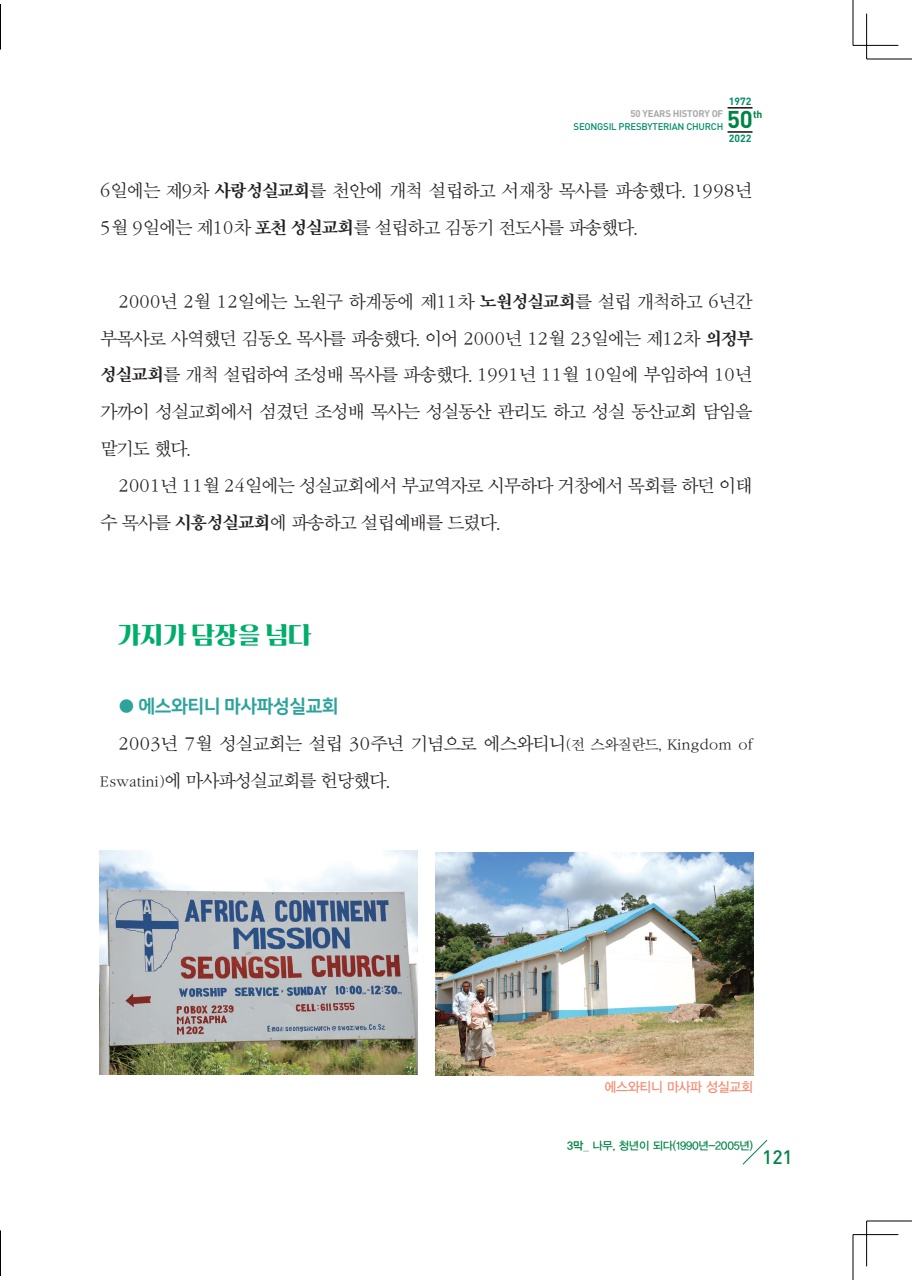 1972
50 YEARS HISTORY OF
SEONGSIL PRESBYTERIAN CHURCH
50th
2022
6일에는 제9차 사랑성실교회를 천안에 개척 설립하고 서재창 목사를 파송했다. 1998년
5월 9일에는 제10차 포천 성실교회를 설립하고 김동기 전도사를 파송했다.
2000년 2월 12일에는 노원구 하계동에 제11차 노원성실교회를 설립 개척하고 6년간
부목사로 사역했던 김동오 목사를 파송했다. 이어 2000년 12월 23일에는 제12차 의정부
성실교회를 개척 설립하여 조성배 목사를 파송했다. 1991년 11월 10일에 부임하여 10년
가까이 성실교회에서 섬겼던 조성배 목사는 성실동산 관리도 하고 성실 동산교회 담임을
맡기도 했다.
2001년 11월 24일에는 성실교회에서 부교역자로 시무하다 거창에서 목회를 하던 이태
수 목사를 시흥성실교회에 파송하고 설립예배를 드렸다.
가지가 담장을 넘다
● 에스와티니 마사파성실교회
2003년 7월 성실교회는 설립 30주년 기념으로 에스와티니(전 스와질란드, Kingdom of
Eswatini)에 마사파성실교회를 헌당했다.
ACM
AFRICA CONTINENT
MISSION
SEONGSIL CHURCH
WORSHIP SERVICE · SUNDAY 10:00 -12:30
P O BOX 2239
CELL: 611 5355
MATSAPHA
M202
Email: seongsilchurch @ swazi.web.Co.Sz
에스와티니 마사파 성실교회
3막_ 나무, 청년이 되다(1990년-2005년)
121